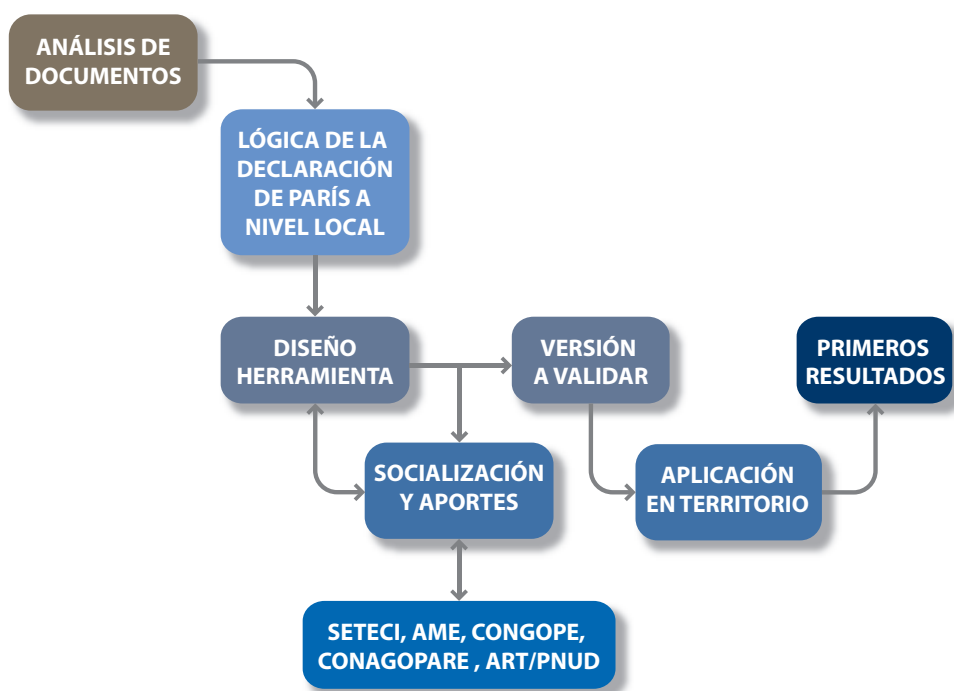 ANÁLISIS DE
DOCUMENTOS
LÓGICA DE LA
DECLARACIÓN
DE PARÍS A
NIVEL LOCAL
DISEÑO
HERRAMIENTA
VERSIÓN
A VALIDAR
PRIMEROS
RESULTADOS
SOCIALIZACIÓN
Y APORTES
APLICACIÓN
EN TERRITORIO
SETECI, AME, CONGOPE,
CONAGOPARE , ART/PNUD